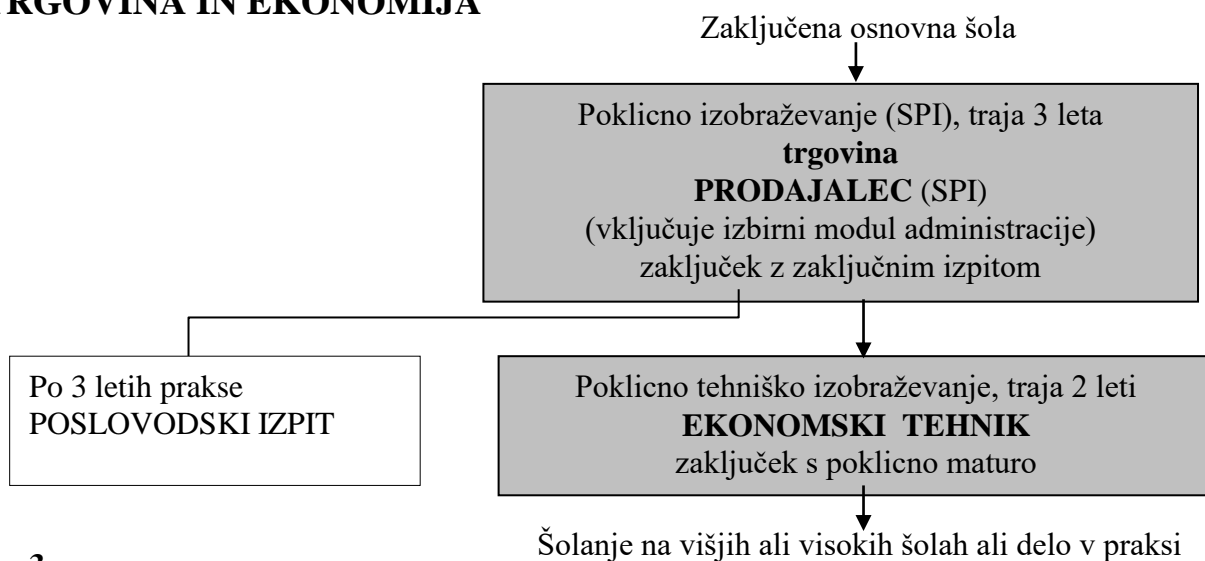 TRGOVINA IN EKONOMIJA
Zaključena osnovna šola
Poklicno izobraževanje (SPI), traja 3 leta
trgovina
PRODAJALEC (SPI)
(vključuje izbirni modul administracije)
zaključek z zaključnim izpitom
Po 3 letih prakse
POSLOVODSKI IZPIT
Poklicno tehniško izobraževanje, traja 2 leti
EKONOMSKI TEHNIK
zaključek s poklicno maturo
Šolanje na višjih ali visokih šolah ali delo v praksi